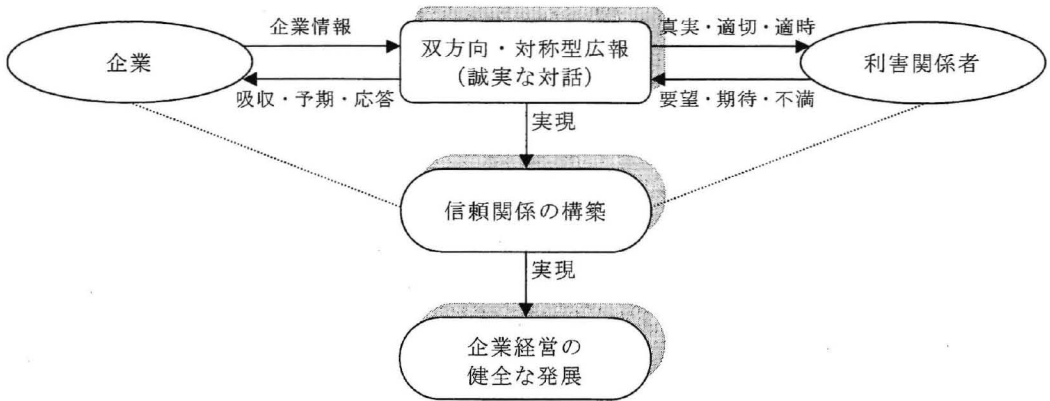 企業情報
真実・適切・適時
企業
双方向・対称型広報
（誠実な対話）
利害関係者
吸収・予期・応答
要望・期待・不満
実現
信頼関係の構築
実現
企業経営の
健全な発展